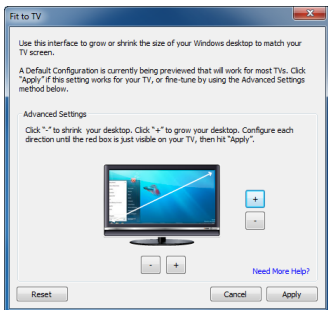 Fit to TV
Use this interface to grow or shrink the size of your Windows desktop to match your
TV screen.
A Default Configuration is currently being previewed that will work for most TVs. Click
"Apply" if this setting works for your TV, or fine-tune by using the Advanced Settings
method below.
Advanced Settings
Click "-" to shrink your desktop. Click "+" to grow your desktop. Configure each
direction until the red box is just visible on your TV, then hit "Apply".
+
-
- +
Need More Help?
Reset Cancel Apply